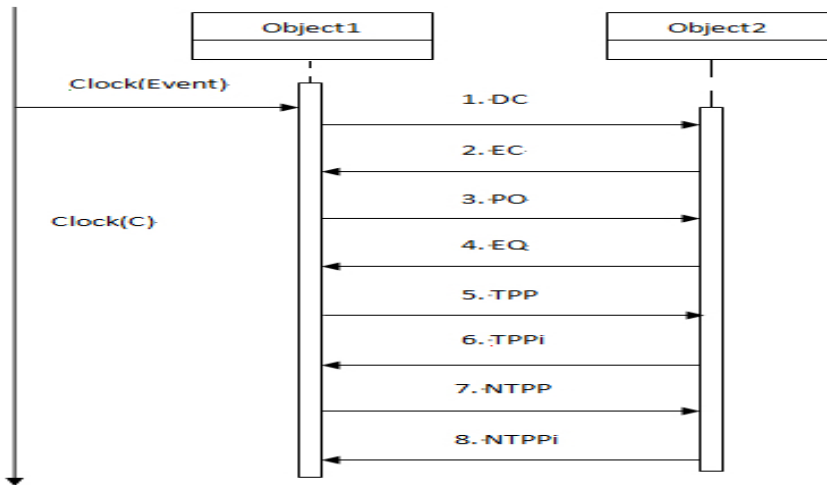 Object1
Object2
Clock(Event)
1. DC
2. EC
Clock(C)
3. PO
4. EQ
5. TPP
6. TPPi
7. NTPP
8. NTPPi